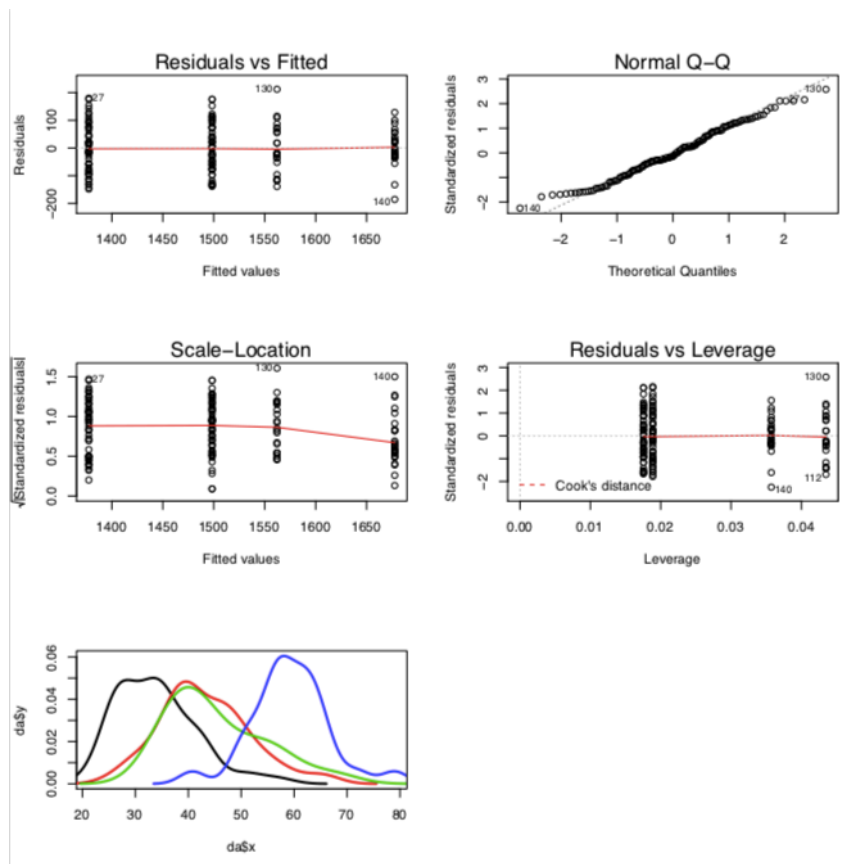 Residuals vs Fitted
Residuals
100
0
−200
27
130
140
1400 1450 1500 1550 1600 1650
Fitted values
Normal Q−Q
Standardized residuals
3
2
1
0
−2
130
140
−2 −1 0 1 2
Theoretical Quantiles
Scale−Location
√|Standardized residuals|
1.5
1.0
0.5
0.0
27
130
140
1400 1450 1500 1550 1600 1650
Fitted values
Residuals vs Leverage
Standardized residuals
3
2
1
0
−2
130
112
140
Cook's distance
0.00 0.01 0.02 0.03 0.04
Leverage
da$y
0.06
0.04
0.02
0.00
20 30 40 50 60 70 80
da$x